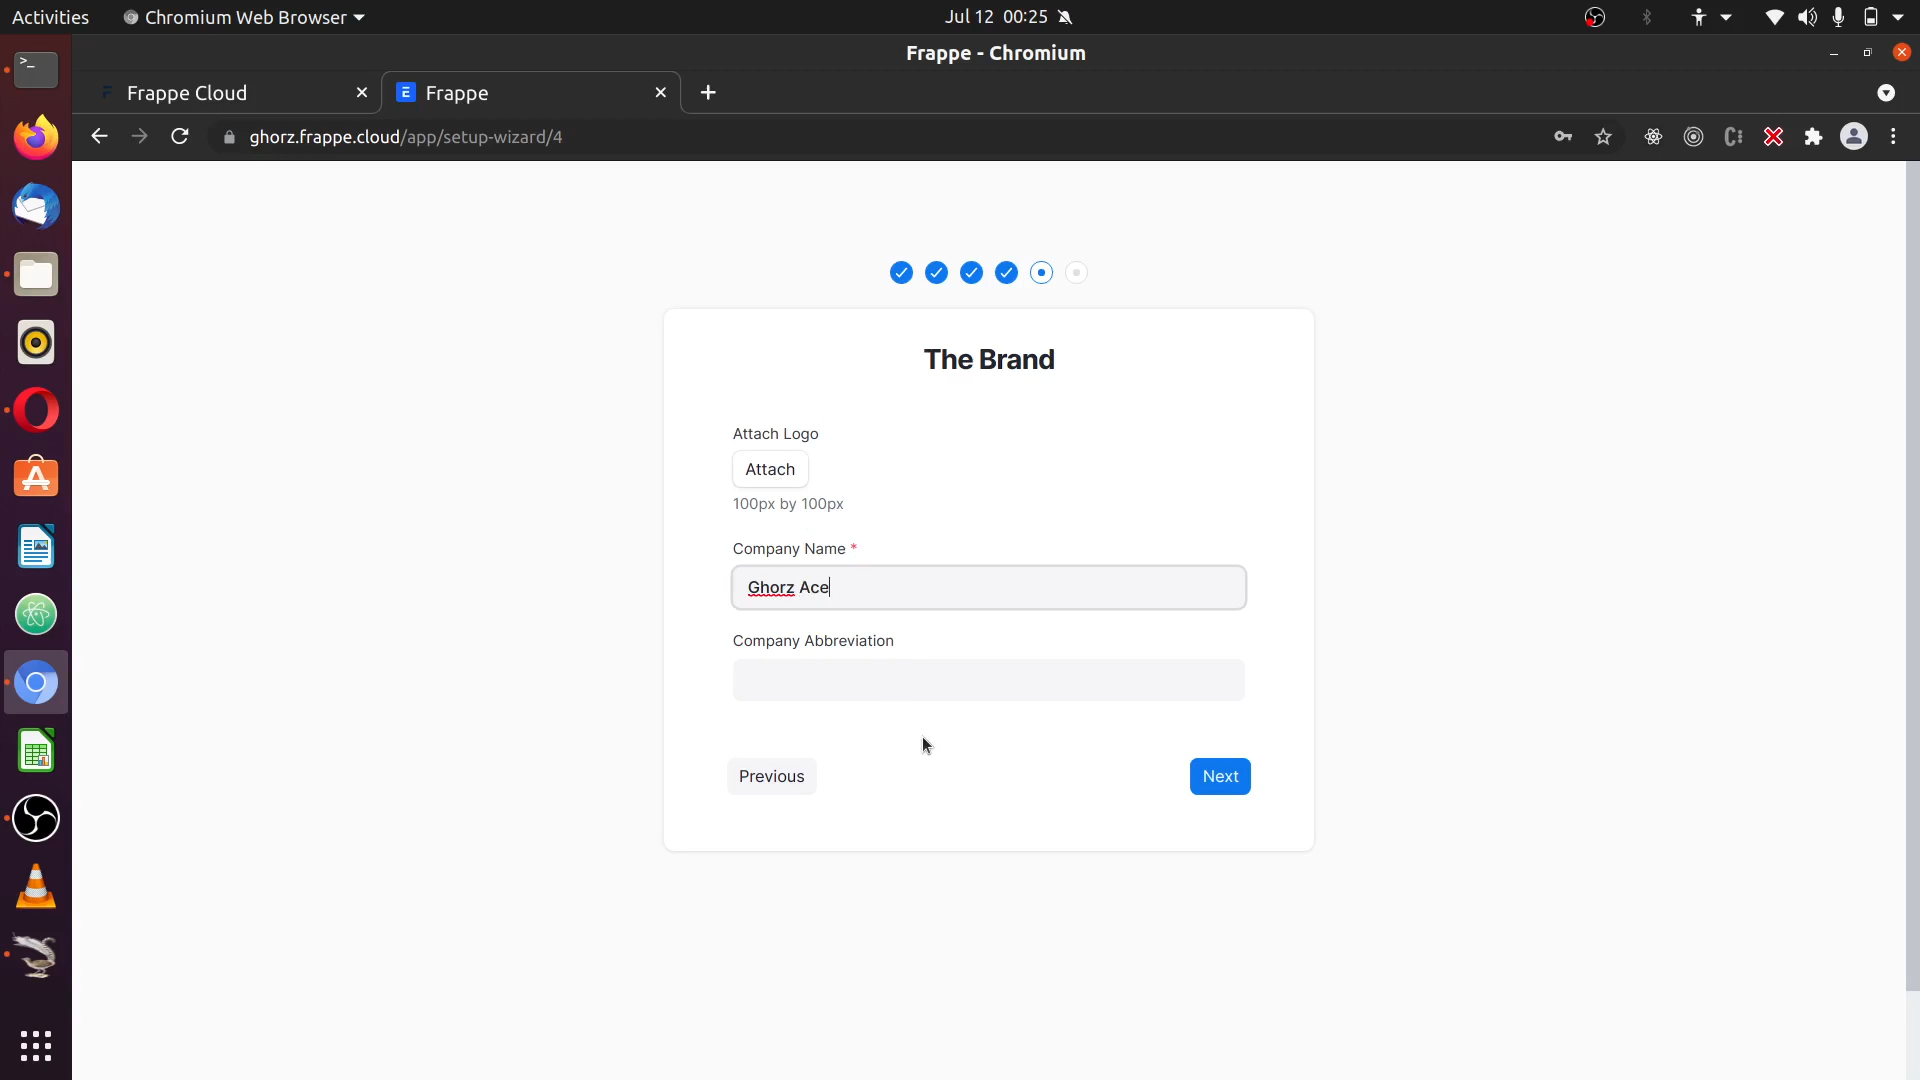 Activities
Chromium Web Browser
Jul 12 00:25
Frappe - Chromium
Frappe Cloud
Frappe
ghorz.frappe.cloud/app/setup-wizard/4
The Brand
Attach Logo
Attach
100px by 100px
Company Name *
Ghorz Ace
Company Abbreviation
Previous
Next